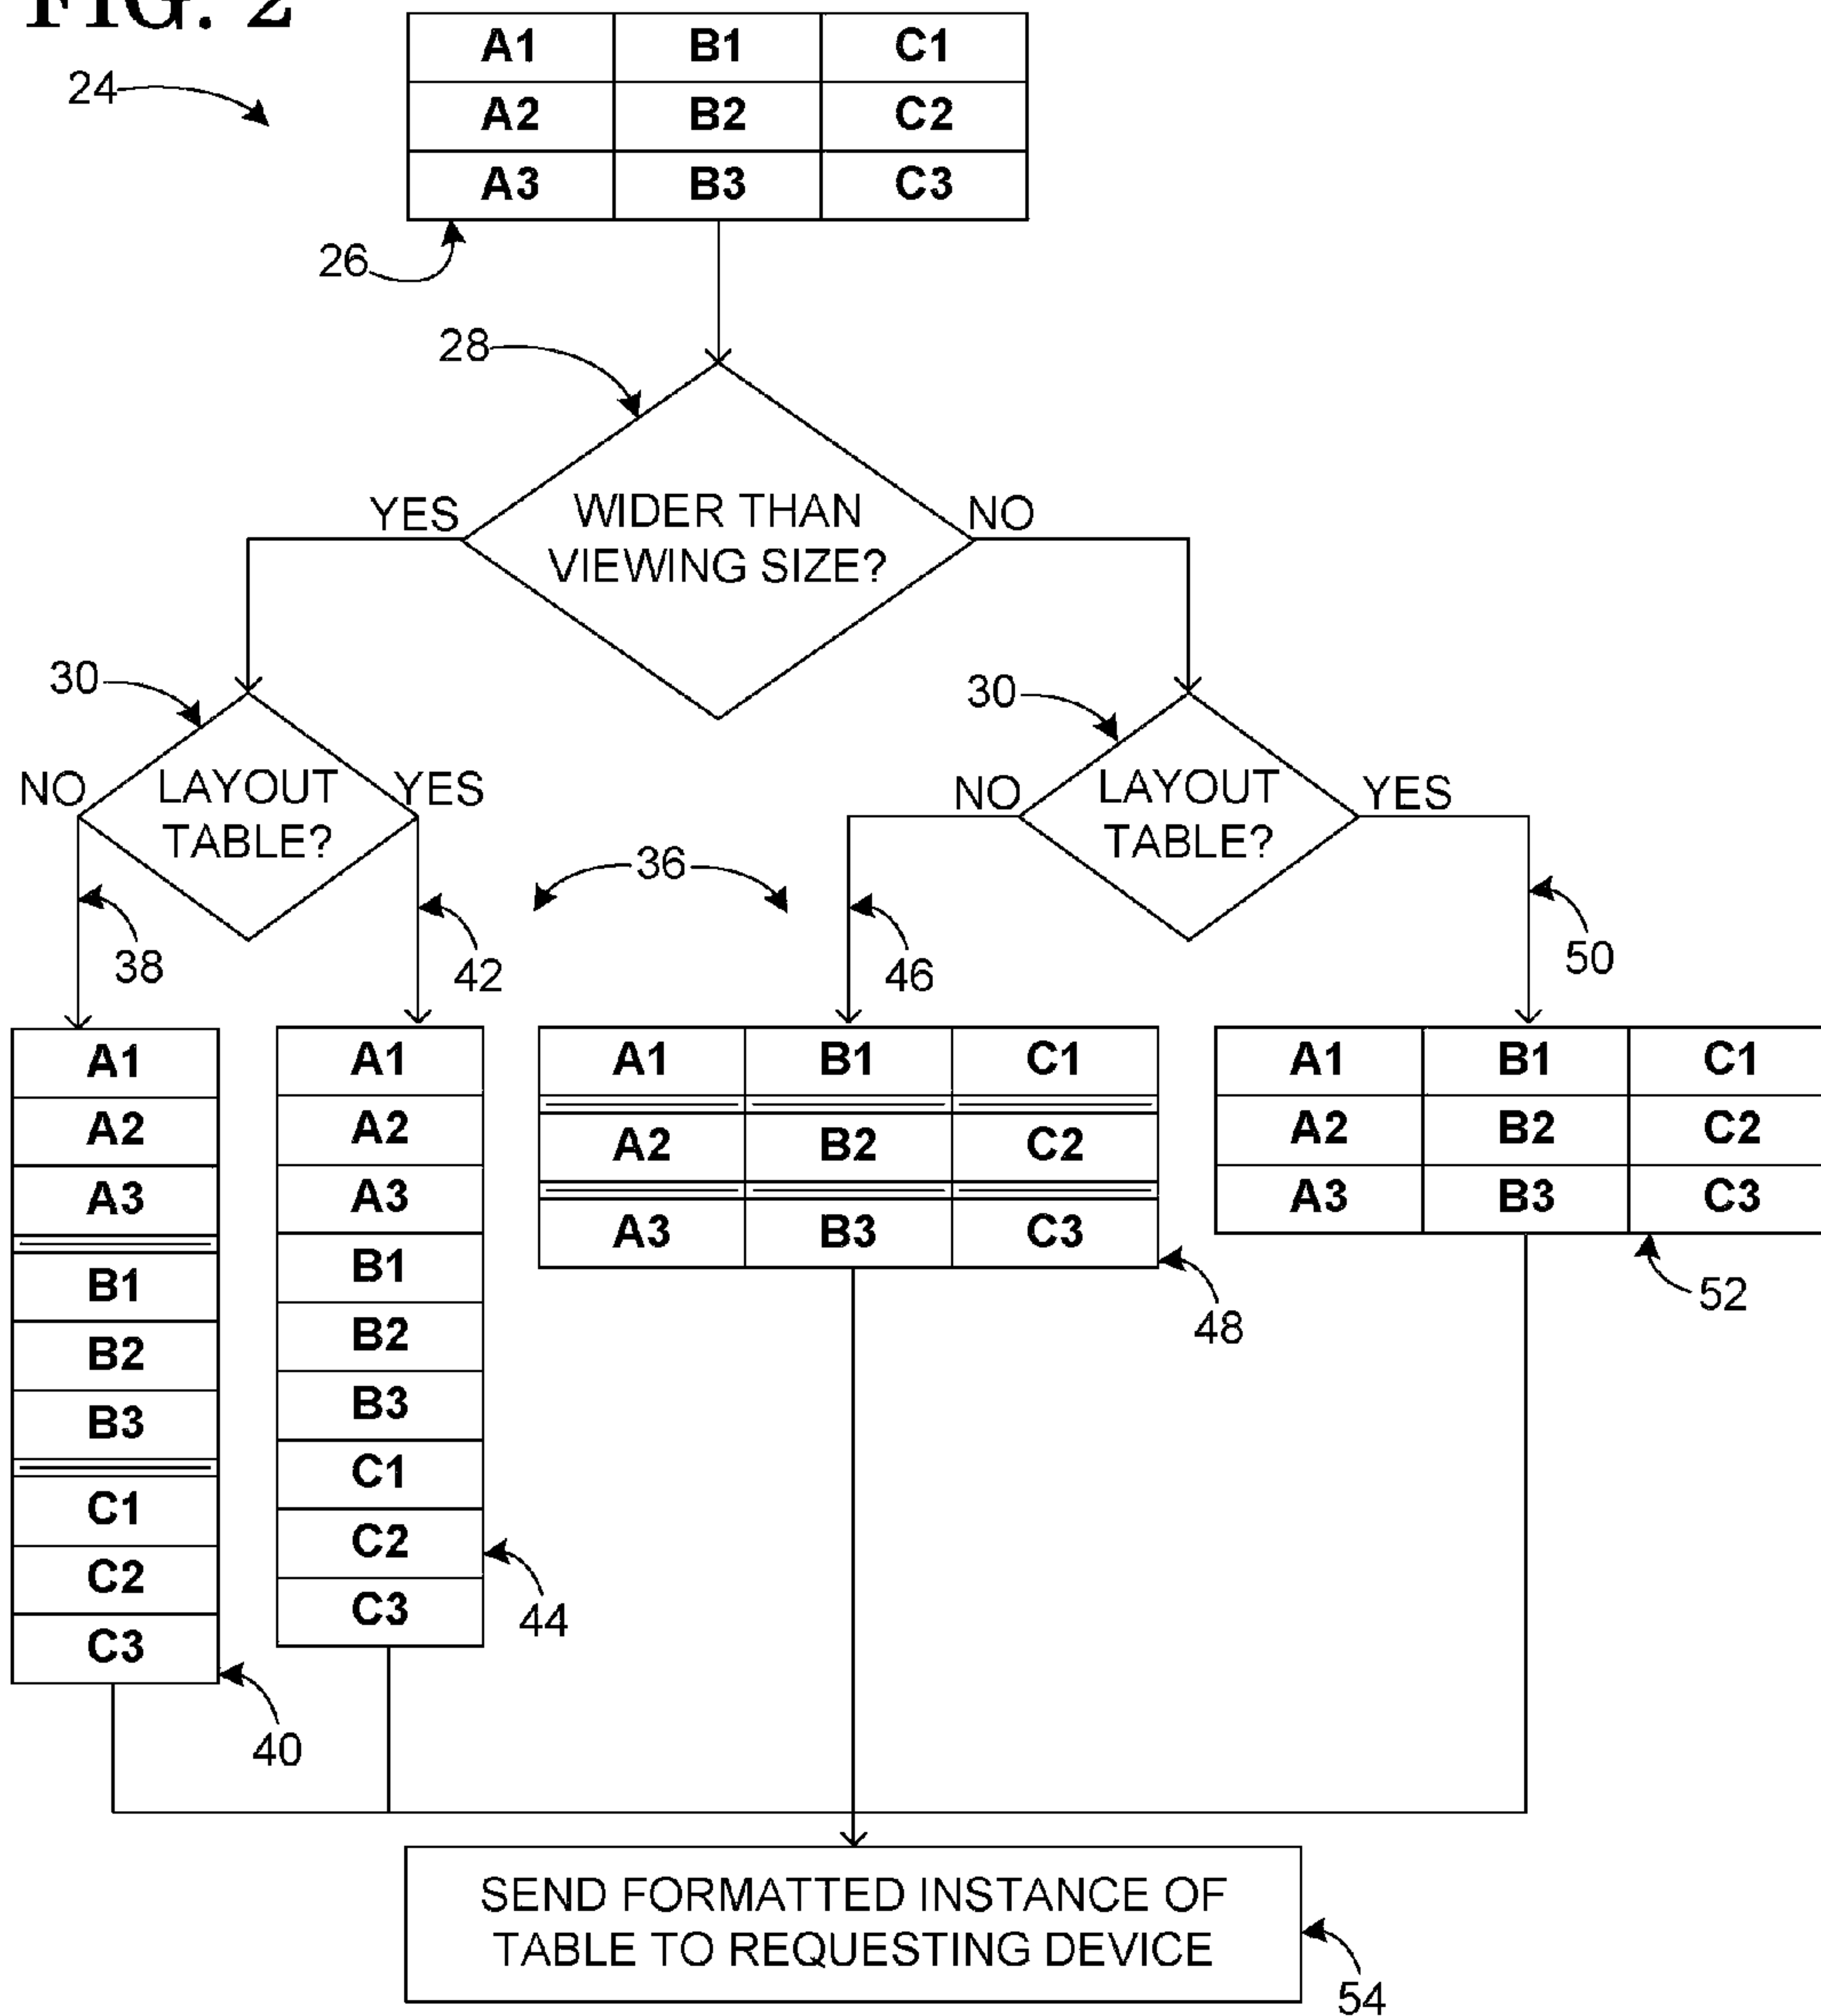 FIG. 2
24
A1 B1 C1
A2 B2 C2
A3 B3 C3
26
28
YES
WIDER THAN
VIEWING SIZE?
NO
30
NO
LAYOUT
TABLE?
YES
30
NO
LAYOUT
TABLE?
YES
36
38
42
46
50
A1
A2
A3
B1
B2
B3
C1
C2
C3
40
A1
A2
A3
B1
B2
B3
C1
C2
C3
44
A1 B1 C1
A2 B2 C2
A3 B3 C3
48
A1 B1 C1
A2 B2 C2
A3 B3 C3
52
SEND FORMATTED INSTANCE OF
TABLE TO REQUESTING DEVICE
54